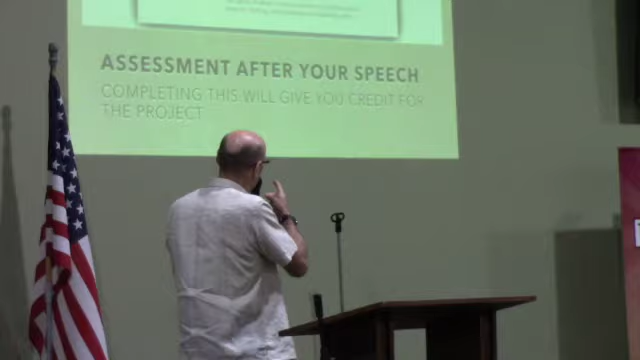 ASSESSMENT AFTER YOUR SPEECH
COMPLETING THIS WILL GIVE YOU CREDIT FOR
THE PROJECT